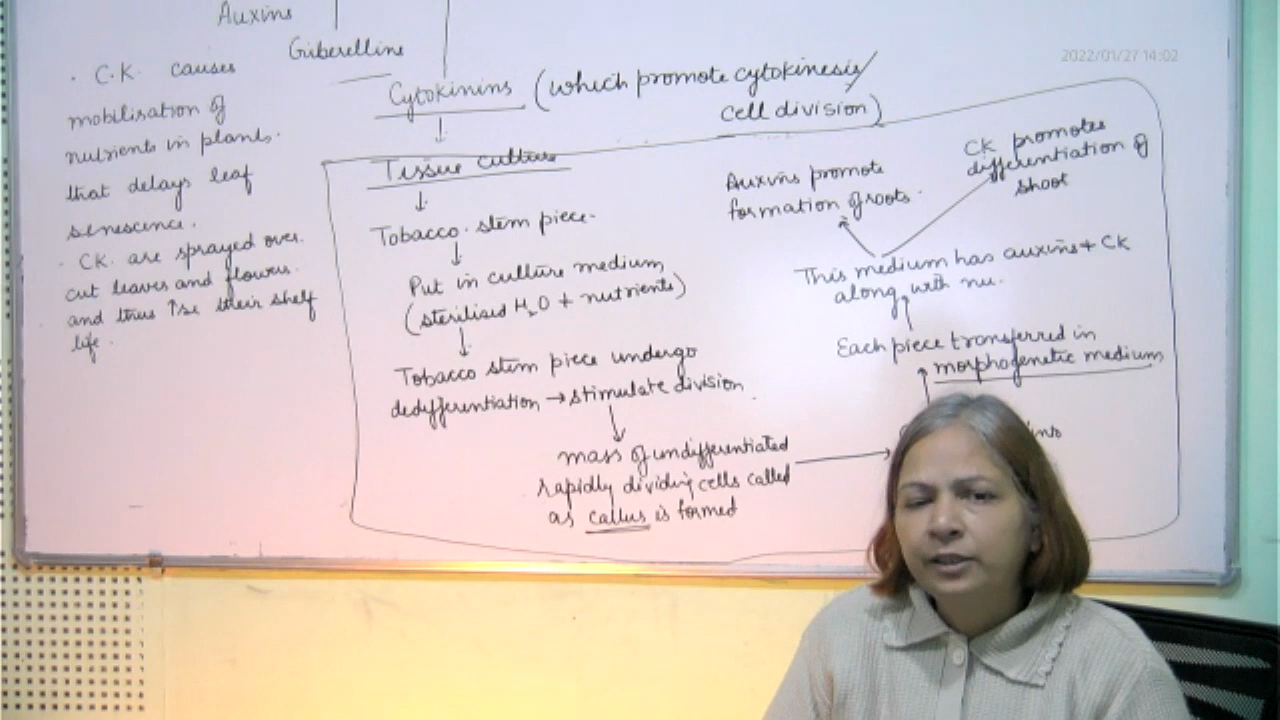 Auxins
Giberelline
2022/01/27 14:02
Cytokinins (which promote cytokinesis/
cell division)
· C.K. causes
mobilisation of
nutrients in plants.
that delays leaf
senescence.
· CK. are sprayed over
cut leaves and flowers.
and thus ↑se their shelf
life.
↓
Tissue culture
↓
Tobacco stem piece.
↓
Put in culture medium
(sterilised H2O + nutrients)
↓
Tobacco stem piece undergo
dedifferentiation → stimulate division
↓
mass of undifferentiated
rapidly dividing cells called
as callus is formed
→
Each piece transferred in
morphogenetic medium
This medium has auxins + CK
along with nu.
Auxins promote
formation of roots.
CK promotes
differentiation of
shoot